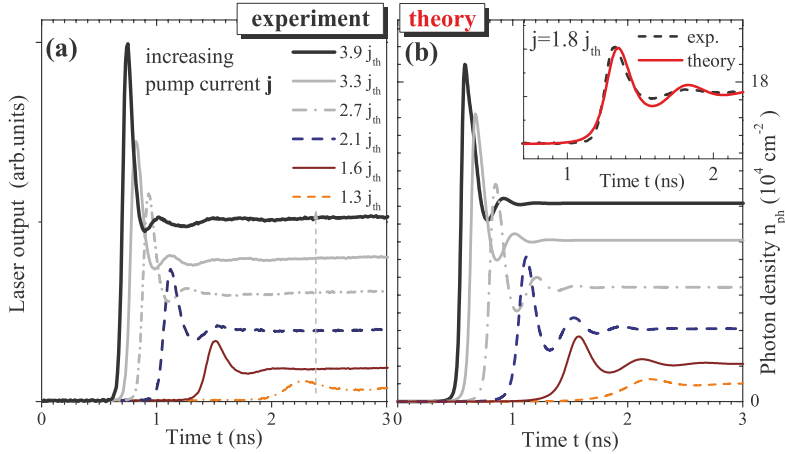 experiment
theory
(a)
increasing
pump current j
3.9 j_th
3.3 j_th
2.7 j_th
2.1 j_th
1.6 j_th
1.3 j_th
Laser output (arb.units)
0 1 2 3
Time t (ns)
(b)
j=1.8 j_th
exp.
theory
1 2
Time t (ns)
18
0
Photon density n_ph (10^4 cm^-2)
0 1 2 3
Time t (ns)